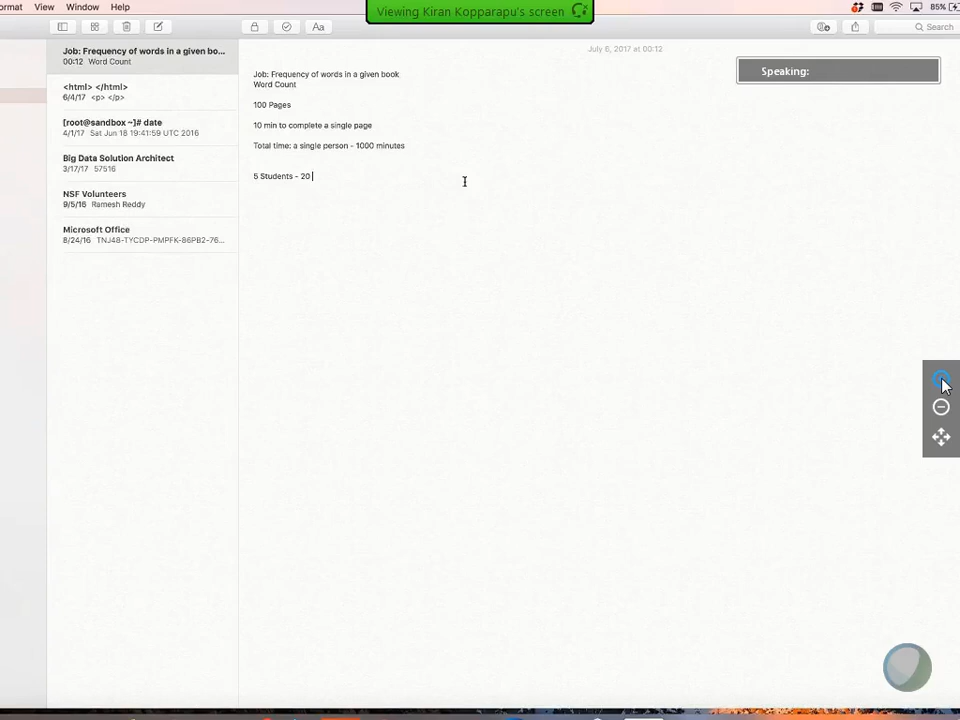 ormat View Window Help
Viewing Kiran Kopparapu's screen
85%
Aa
Search
Job: Frequency of words in a given bo...
00:12 Word Count
<html> </html>
6/4/17 <p> </p>
[root@sandbox ~]# date
4/1/17 Sat Jun 18 19:41:59 UTC 2016
Big Data Solution Architect
3/17/17 57516
NSF Volunteers
9/5/16 Ramesh Reddy
Microsoft Office
8/24/16 TNJ48-TYCDP-PMPFK-86PB2-76...
July 6, 2017 at 00:12
Speaking:
Job: Frequency of words in a given book
Word Count
100 Pages
10 min to complete a single page
Total time: a single person - 1000 minutes
5 Students - 20